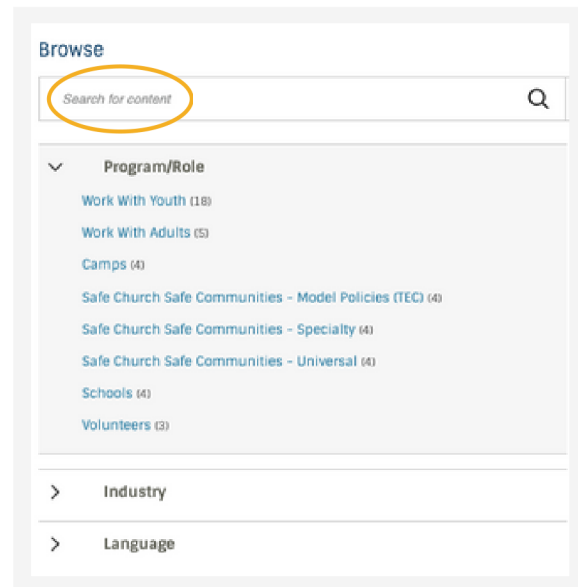 Browse
Search for content
Program/Role
Work With Youth (18)
Work With Adults (5)
Camps (4)
Safe Church Safe Communities - Model Policies (TEC) (4)
Safe Church Safe Communities - Specialty (4)
Safe Church Safe Communities - Universal (4)
Schools (4)
Volunteers (3)
Industry
Language